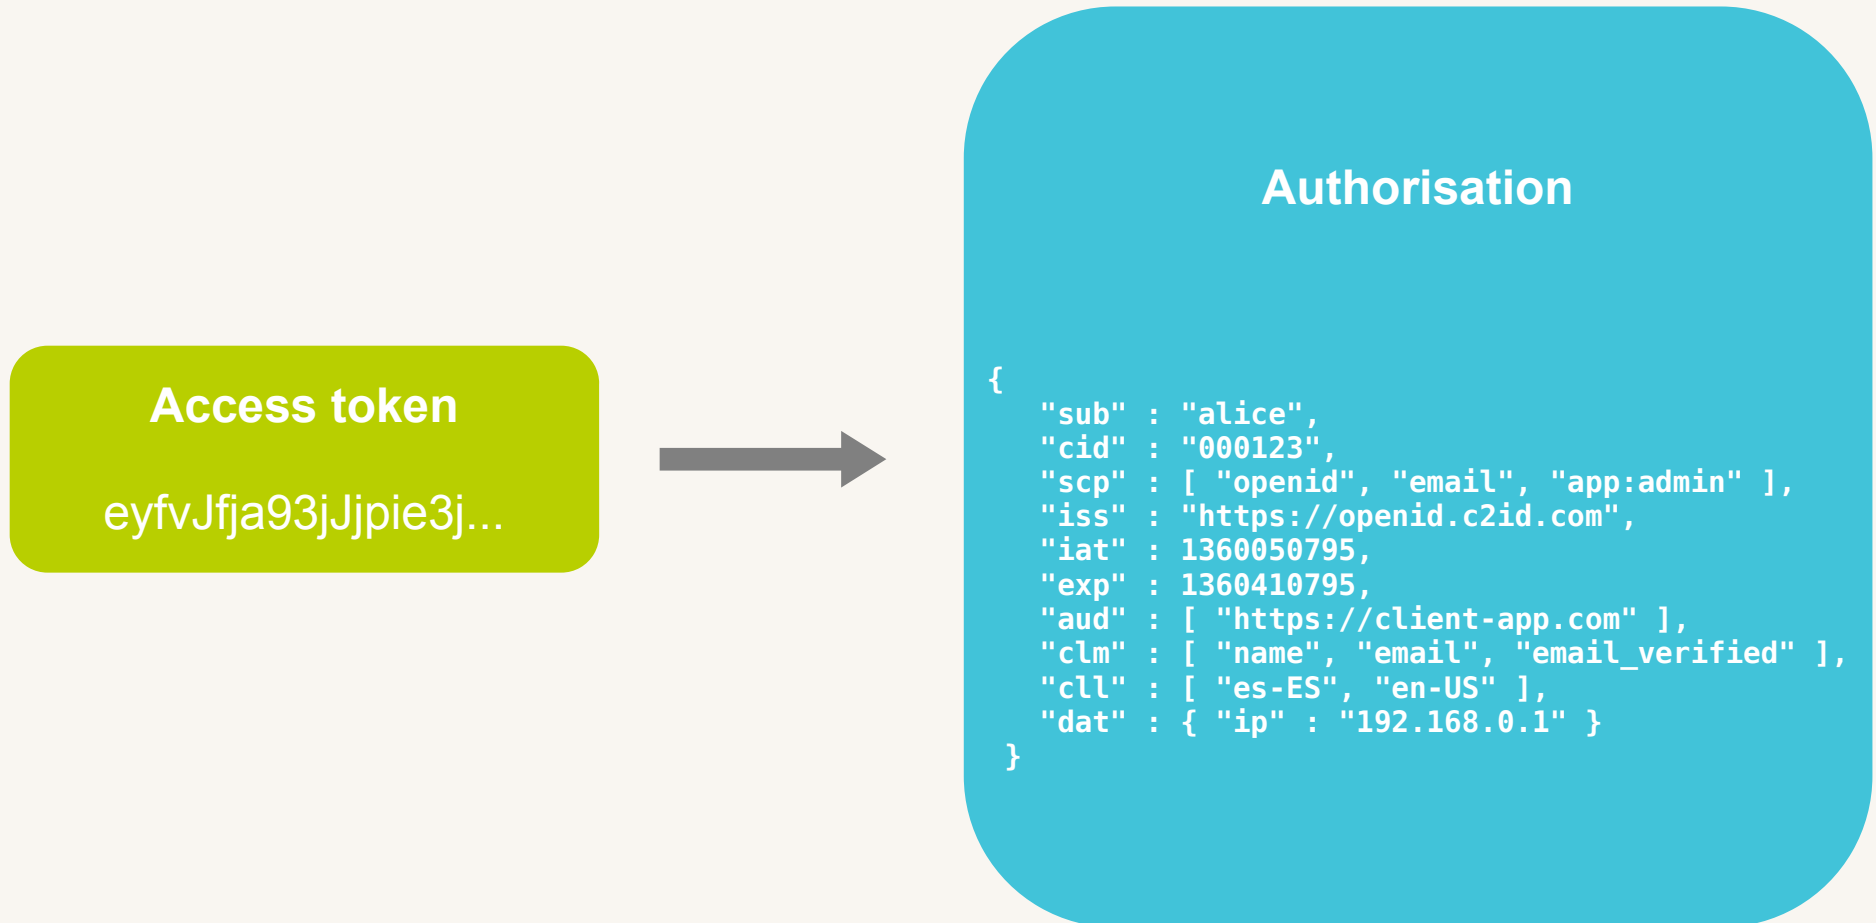 Access token
eyfvJfja93jJjpie3j...
Authorisation
{
"sub" : "alice",
"cid" : "000123",
"scp" : [ "openid", "email", "app:admin" ],
"iss" : "https://openid.c2id.com",
"iat" : 1360050795,
"exp" : 1360410795,
"aud" : [ "https://client-app.com" ],
"clm" : [ "name", "email", "email_verified" ],
"cll" : [ "es-ES", "en-US" ],
"dat" : { "ip" : "192.168.0.1" }
}